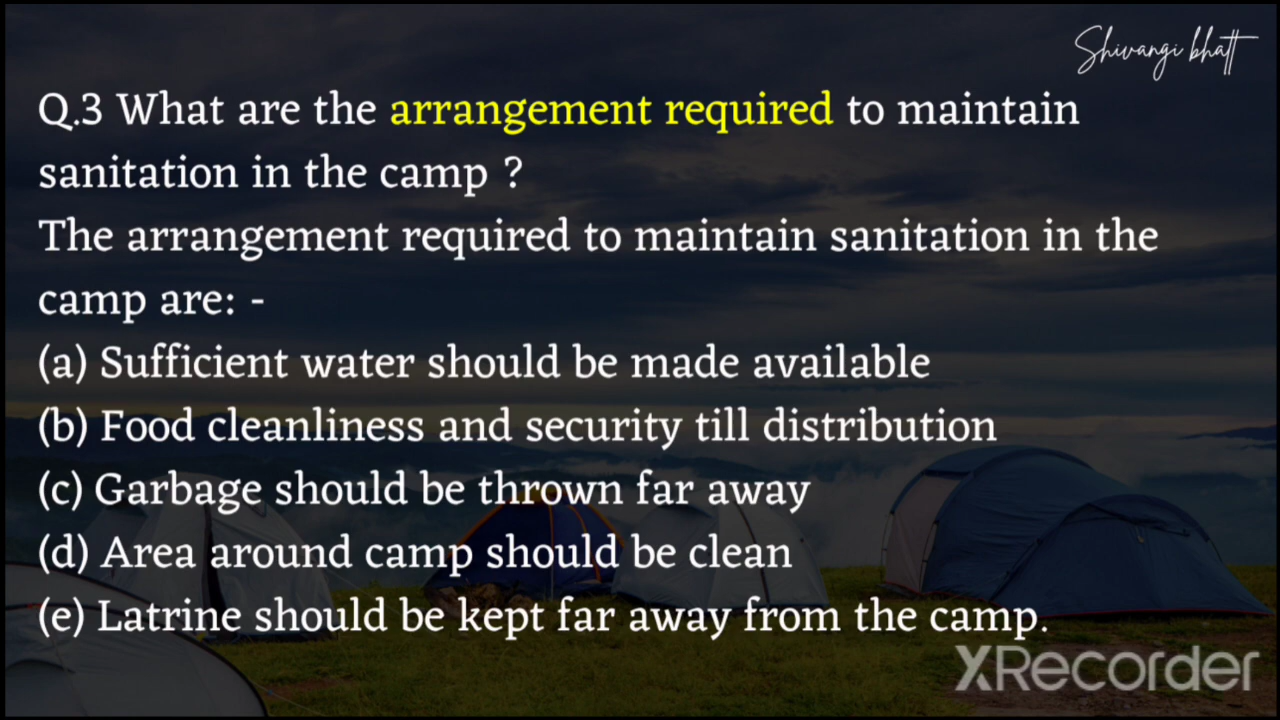 Shivangi bhatt
Q.3 What are the arrangement required to maintain
sanitation in the camp ?
The arrangement required to maintain sanitation in the
camp are: -
(a) Sufficient water should be made available
(b) Food cleanliness and security till distribution
(c) Garbage should be thrown far away
(d) Area around camp should be clean
(e) Latrine should be kept far away from the camp.
XRecorder